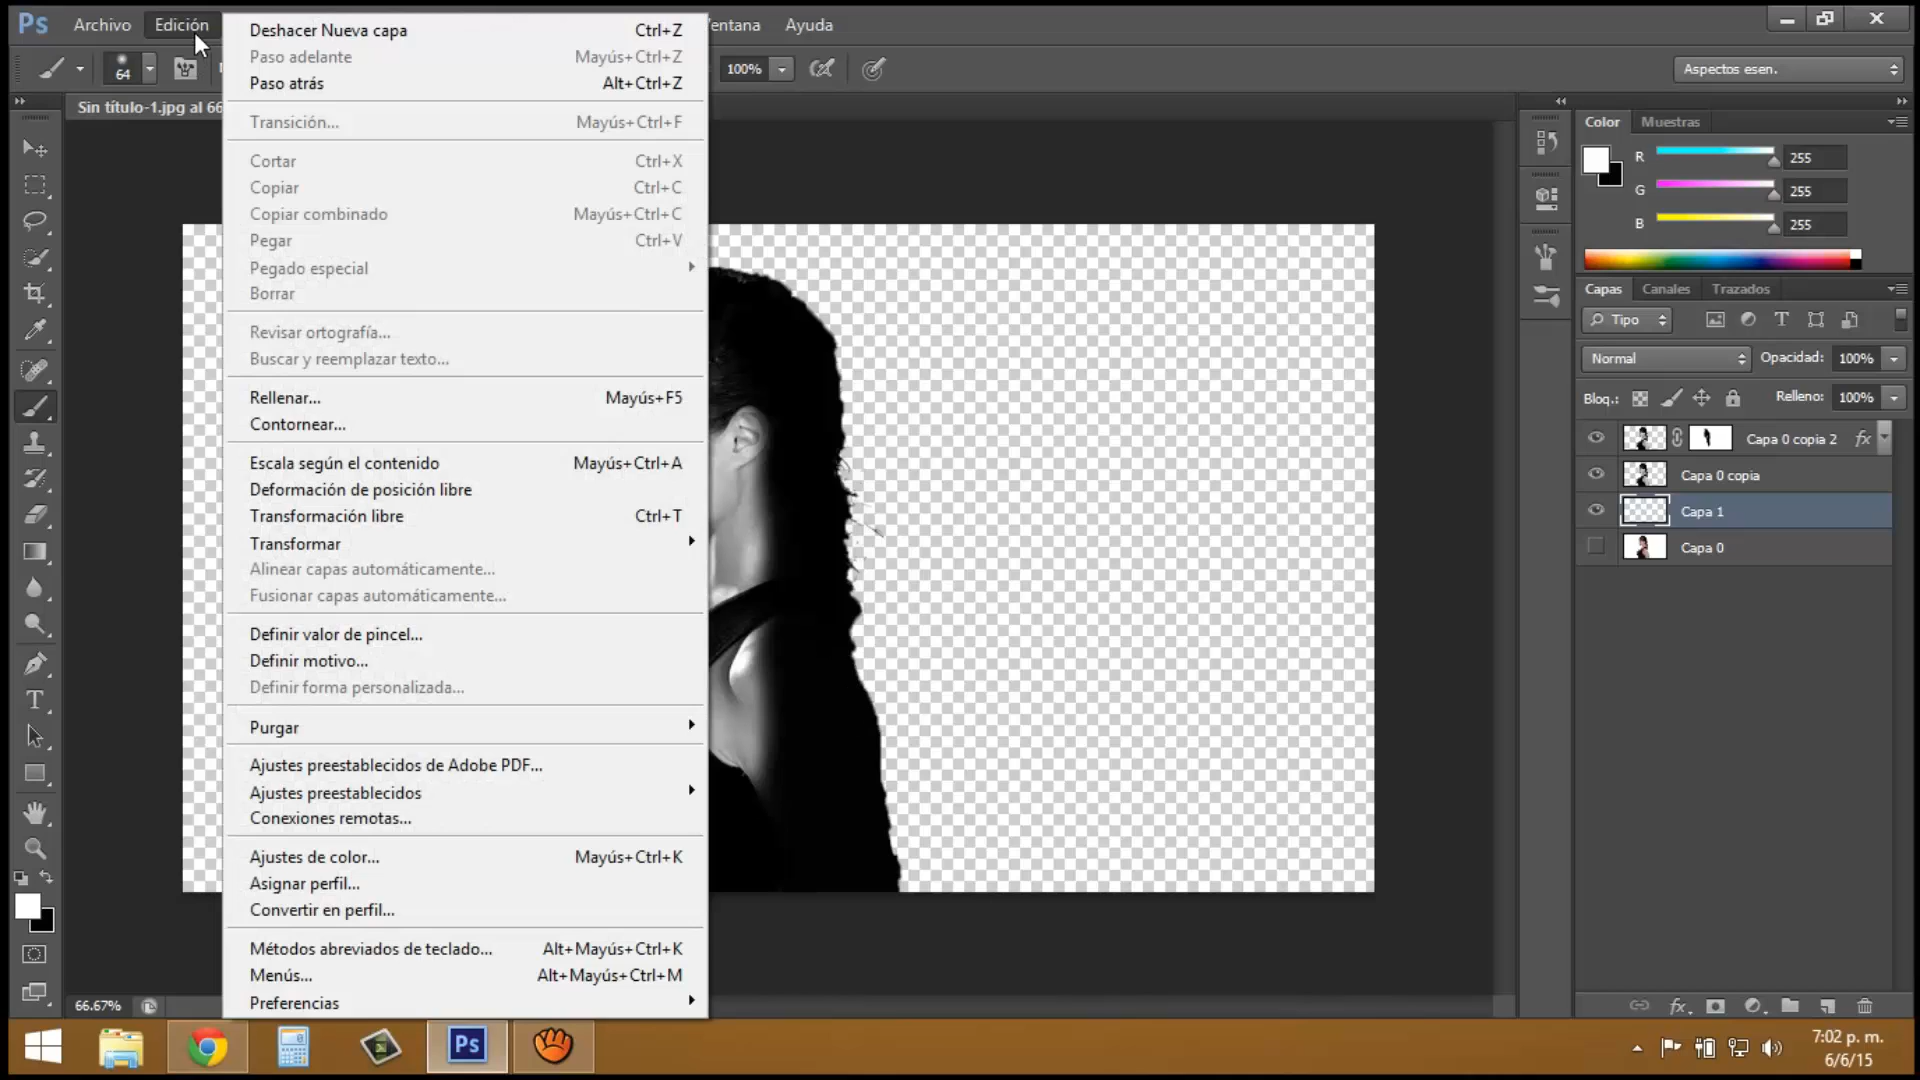 Ps Archivo Edición entana Ayuda
64 100% Aspectos esen.
Sin título-1.jpg al 66
Deshacer Nueva capa Ctrl+Z
Paso adelante Mayús+Ctrl+Z
Paso atrás Alt+Ctrl+Z
Transición... Mayús+Ctrl+F
Cortar Ctrl+X
Copiar Ctrl+C
Copiar combinado Mayús+Ctrl+C
Pegar Ctrl+V
Pegado especial
Borrar
Revisar ortografía...
Buscar y reemplazar texto...
Rellenar... Mayús+F5
Contornear...
Escala según el contenido Mayús+Ctrl+A
Deformación de posición libre
Transformación libre Ctrl+T
Transformar
Alinear capas automáticamente...
Fusionar capas automáticamente...
Definir valor de pincel...
Definir motivo...
Definir forma personalizada...
Purgar
Ajustes preestablecidos de Adobe PDF...
Ajustes preestablecidos
Conexiones remotas...
Ajustes de color... Mayús+Ctrl+K
Asignar perfil...
Convertir en perfil...
Métodos abreviados de teclado... Alt+Mayús+Ctrl+K
Menús... Alt+Mayús+Ctrl+M
Preferencias
Color Muestras
R 255
G 255
B 255
Capas Canales Trazados
Tipo
Normal Opacidad: 100%
Bloq.: Relleno: 100%
Capa 0 copia 2 fx
Capa 0 copia
Capa 1
Capa 0
fx
66.67%
Ps
7:02 p. m.
6/6/15